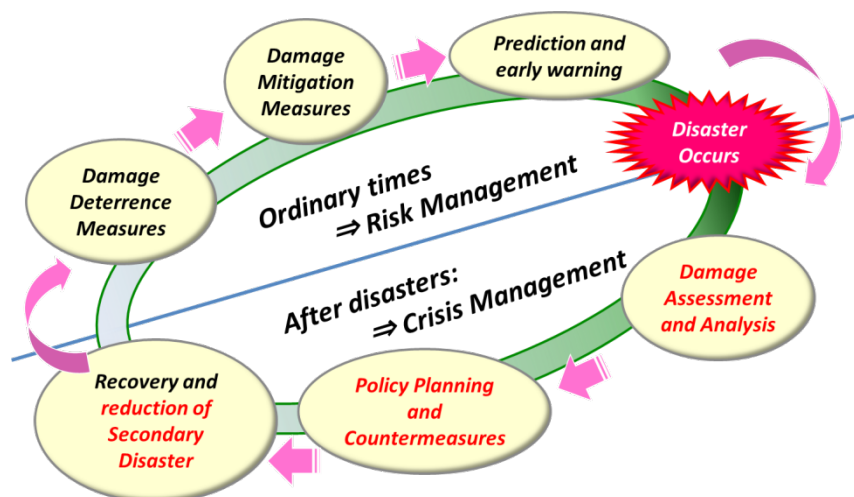 Damage
Mitigation
Measures
Prediction and
early warning
Disaster
Occurs
Damage
Deterrence
Measures
Ordinary times
⇒ Risk Management
After disasters:
⇒ Crisis Management
Damage
Assessment
and Analysis
Policy Planning
and
Countermeasures
Recovery and
reduction of
Secondary
Disaster